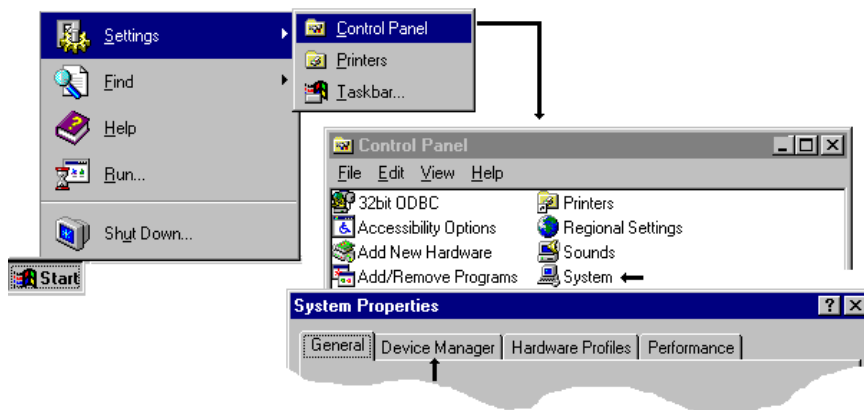 Settings
Find
Help
Run...
Shut Down...
Start
Control Panel
Printers
Taskbar...
Control Panel
File Edit View Help
32bit ODBC
Accessibility Options
Add New Hardware
Add/Remove Programs
Printers
Regional Settings
Sounds
System
System Properties
General Device Manager Hardware Profiles Performance